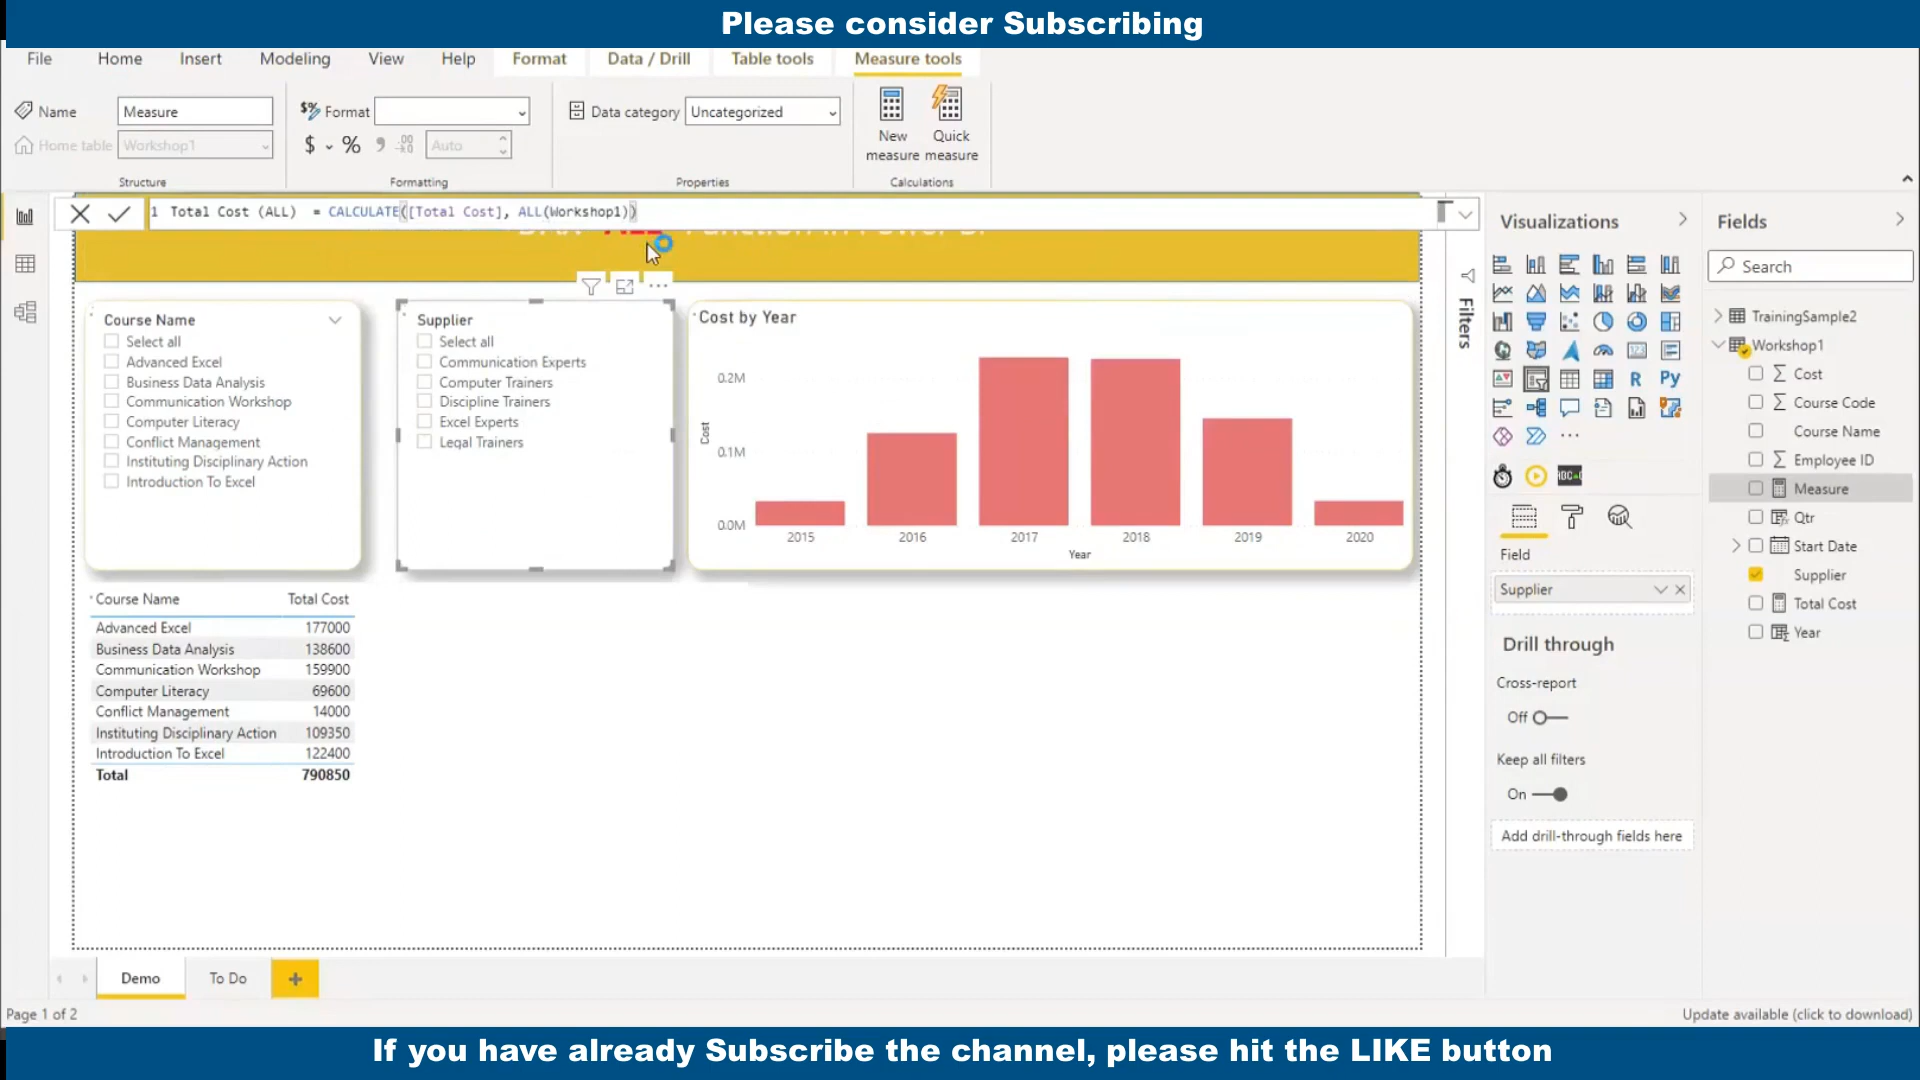 Please consider Subscribing
File Home Insert Modeling View Help Format Data / Drill Table tools Measure tools
Name Measure
Home table Workshop1
Structure
$% Format
$ % 9 .00 Auto
Formatting
Data category Uncategorized
Properties
New measure
Quick measure
Calculations
1 Total Cost (ALL) = CALCULATE([Total Cost], ALL(Workshop1))
Course Name
Select all
Advanced Excel
Business Data Analysis
Communication Workshop
Computer Literacy
Conflict Management
Instituting Disciplinary Action
Introduction To Excel
Supplier
Select all
Communication Experts
Computer Trainers
Discipline Trainers
Excel Experts
Legal Trainers
Cost by Year
Cost
0.2M
0.1M
0.0M
2015 2016 2017 2018 2019 2020
Year
Course Name Total Cost
Advanced Excel 177000
Business Data Analysis 138600
Communication Workshop 159900
Computer Literacy 69600
Conflict Management 14000
Instituting Disciplinary Action 109350
Introduction To Excel 122400
Total 790850
Filters
Visualizations
R Py
Field
Supplier
Drill through
Cross-report
Off
Keep all filters
On
Add drill-through fields here
Fields
Search
TrainingSample2
Workshop1
Cost
Course Code
Course Name
Employee ID
Measure
Qtr
Start Date
Supplier
Total Cost
Year
Demo To Do +
Page 1 of 2
Update available (click to download)
If you have already Subscribe the channel, please hit the LIKE button